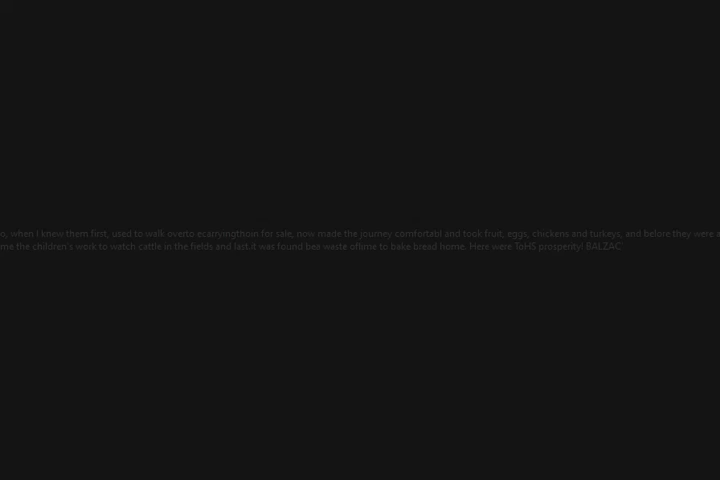 o, when I knew them first, used to walk overto ecarryingthoin for sale, now made the journey comfortabl and took fruit, eggs, chickens and turkeys, and before they were
me the children's work to watch cattle in the fields and last it was found bea waste oflime to bake bread home. Here were ToHS prosperity! BALZAC